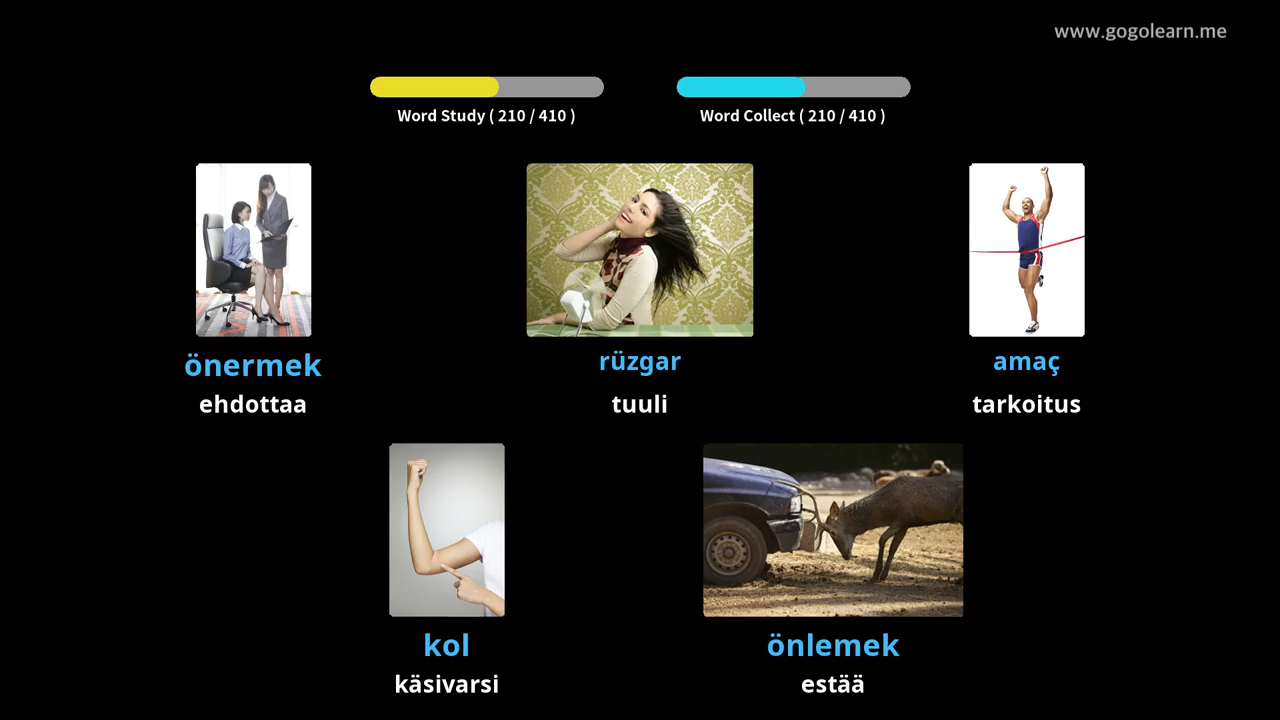 www.gogolearn.me
Word Study ( 210 / 410 )
Word Collect ( 210 / 410 )
önermek
ehdottaa
rüzgar
tuuli
amaç
tarkoitus
kol
käsivarsi
önlemek
estää